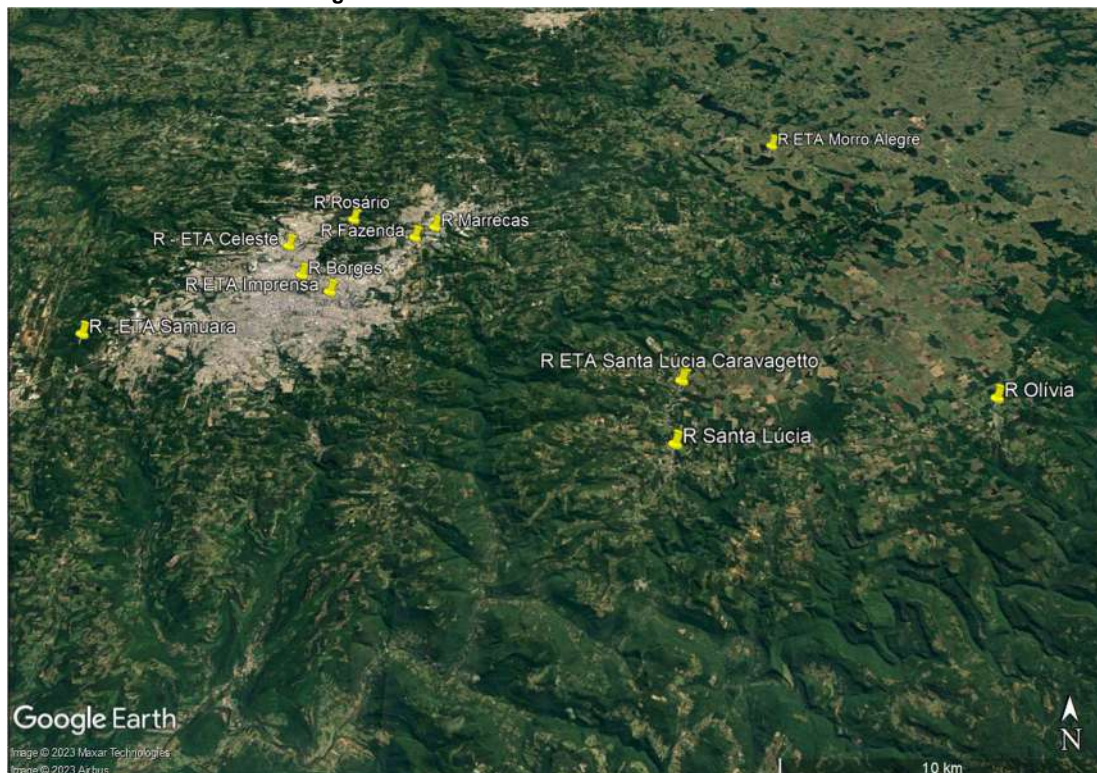 R ETA Morro Alegre
R Rosário
R Marrecas
R Fazenda
R - ETA Celeste
R Borges
R ETA Imprensa
R - ETA Samuara
R ETA Santa Lúcia Caravagetto
R Olívia
R Santa Lúcia
Google Earth
N
Image © 2023 Maxar Technologies
Image © 2023 Airbus
10 km